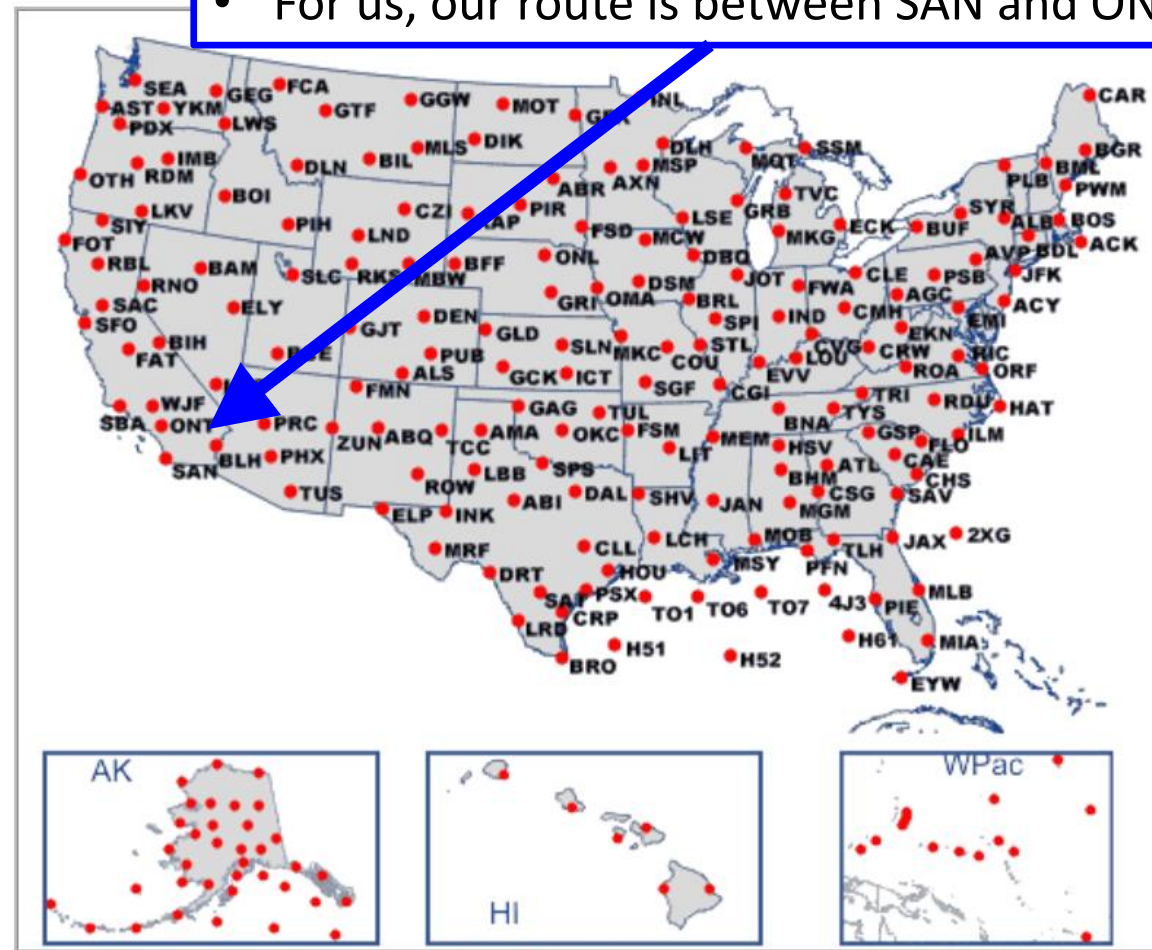 • For us, our route is between SAN and ON
SEA GEG FCA GGW MOT INL CAR
AST YKM GTF
PDX LWS MLS DIK DLH MQT SSM BGR
IMB DLN BIL ABR AXN MSP TVC PLB BML PWM
OTH RDM
BOI CZI PIR LSE GRB SYR ALB BOS
SIY LKV PIH LND FSD MCW MKG ECK BUF AVP BDL ACK
FOT
RBL BAM SLC RKS MBW BFF ONL DBQ JOT FWA CLE PSB JFK
RNO GRI OMA DSM BRL IND CMH AGC ACY
SAC ELY DEN SPI EKN EMI
SFO BIH GJT GLD SLN MKC COU STL CVG CRW RIC
FAT PUB GCK ICT EVV LOU ROA ORF
ALS SGF CGI TRI
WJF FMN GAG TUL BNA TYS RDU HAT
SBA ONT PRC ZUN ABQ TCC AMA OKC FSM MEM HSV GSP FLO ILM
SAN BLH PHX LBB SPS LIT BHM ATL CAE
TUS ROW ABI DAL SHV JAN MGM CSG SAV CHS
ELP INK
MRF CLL LCH MOB TLH JAX 2XG
DRT HOU MSY PFN
SAT PSX TO1 TO6 TO7 4J3 PIE MLB
LRD CRP
BRO H51 H52 H61 MIA
EYW
AK HI WPac